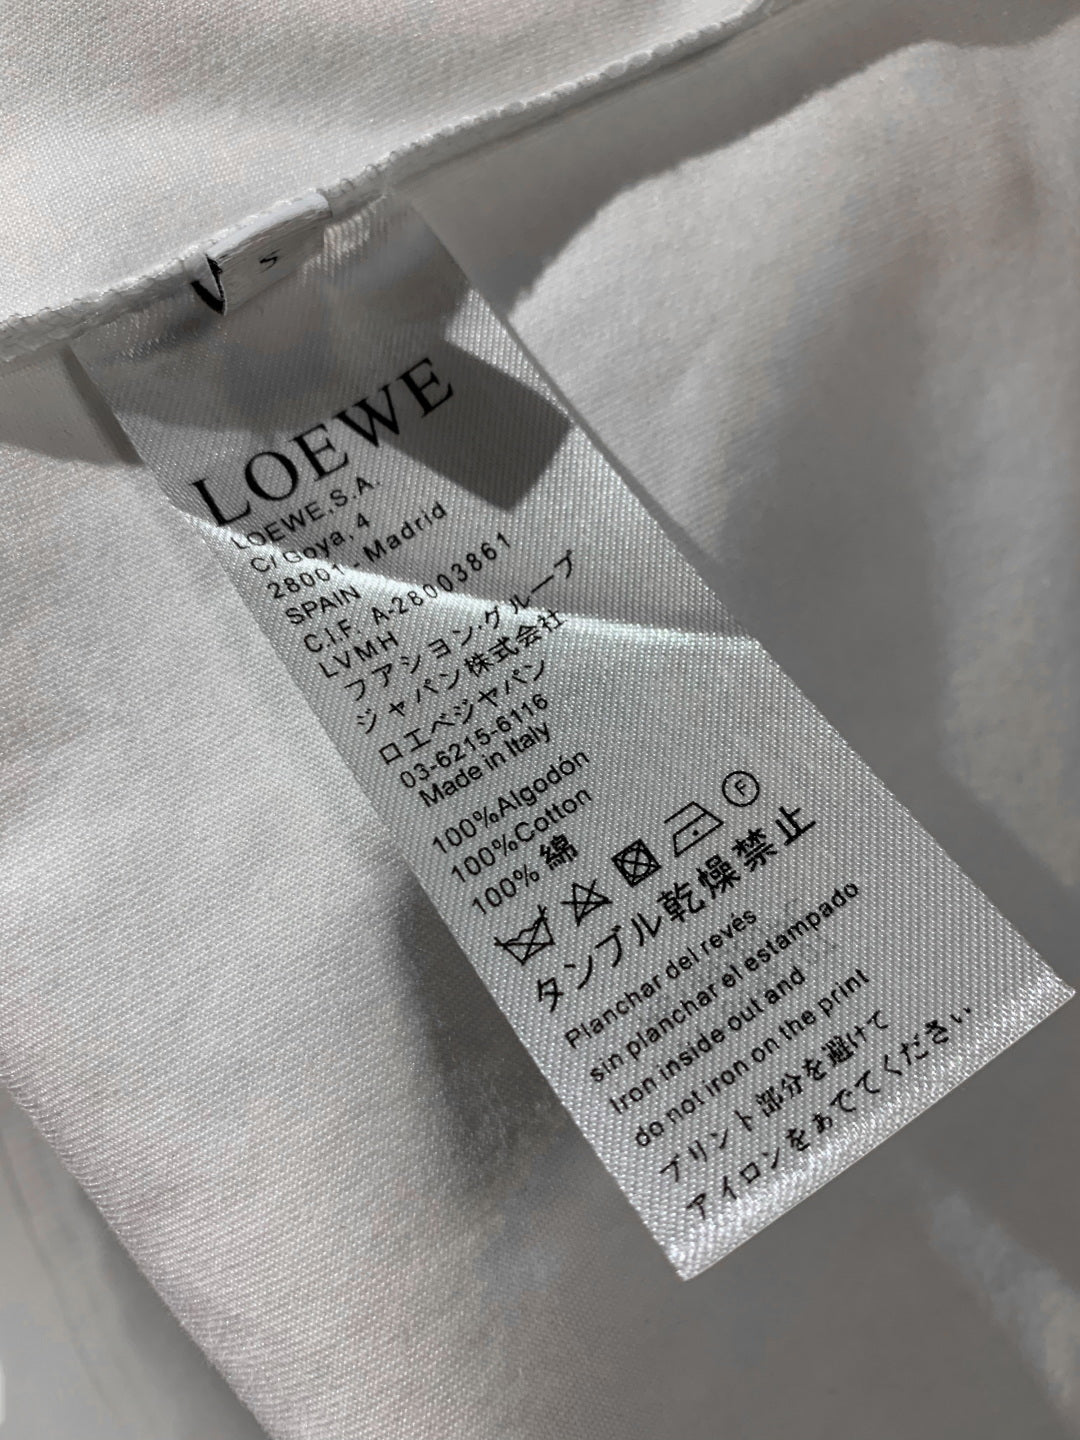 S
LOEWE
LOEWE,S.A.
C/ Goya, 4
28001 - Madrid
SPAIN
C.I.F. A-28003861
LVMH
フアシヨン・グループ
ジャパン株式会社
ロエベジャパン
03-6215-6116
Made in Italy
100%Algodón
100%Cotton
100% 綿
F
タンブル乾燥禁止
Planchar del revés
sin planchar el estampado
Iron inside out and
do not iron on the print
プリント部分を避けて
アイロンをあでてください